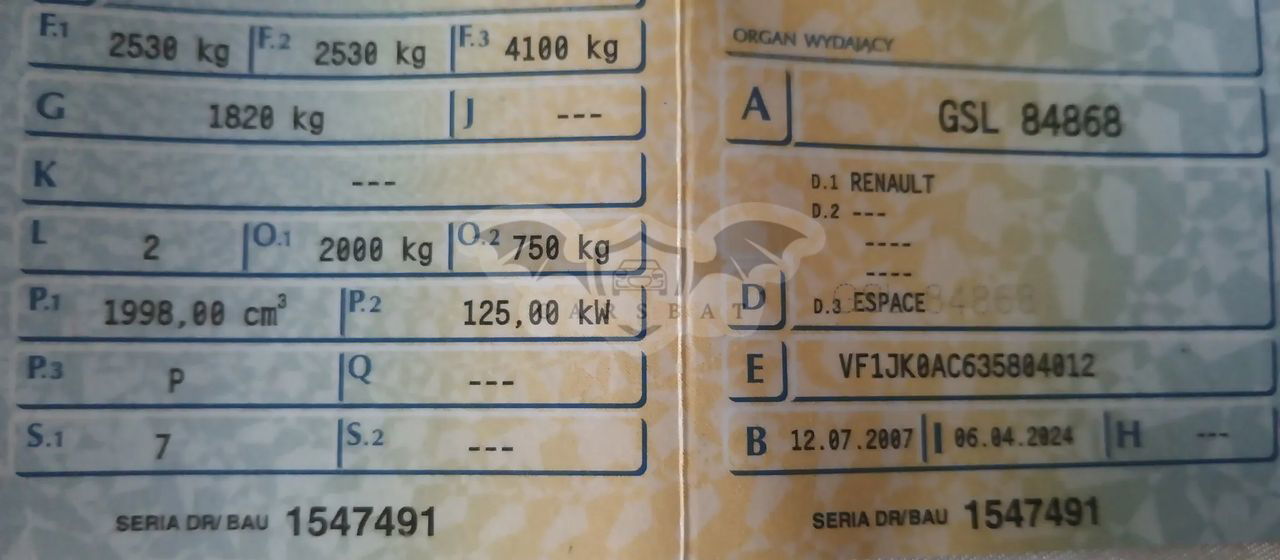 F.1 2530 kg F.2 2530 kg F.3 4100 kg
G 1820 kg J ---
K ---
L 2 O.1 2000 kg O.2 750 kg
P.1 1998,00 cm³ P.2 125,00 kW
P.3 P Q ---
S.1 7 S.2 ---
SERIA DR/BAU 1547491
ORGAN WYDAJĄCY
A GSL 84868
D.1 RENAULT
D.2 ---
----
----
D D.3 ESPACE
E VF1JK0AC635804012
B 12.07.2007 I 06.04.2024 H ---
SERIA DR/BAU 1547491
ARSBAT